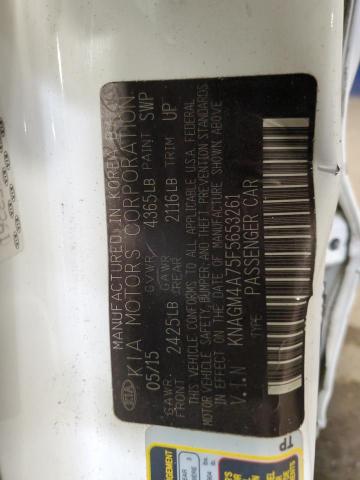 KIA
MANUFACTURED IN KOREA BY
KIA MOTORS CORPORATION
05/15 GVWR 4365LB PAINT SWP
GAWR FRONT 2425LB GAWR REAR 2116LB TRIM UP
THIS VEHICLE CONFORMS TO ALL APPLICABLE U.S.A. FEDERAL
MOTOR VEHICLE SAFETY, BUMPER, AND THEFT PREVENTION STANDARDS
IN EFFECT ON THE DATE OF MANUFACTURE SHOWN ABOVE
V.I.N KNAGM4A75F5653261
TYPE PASSENGER CAR
TP